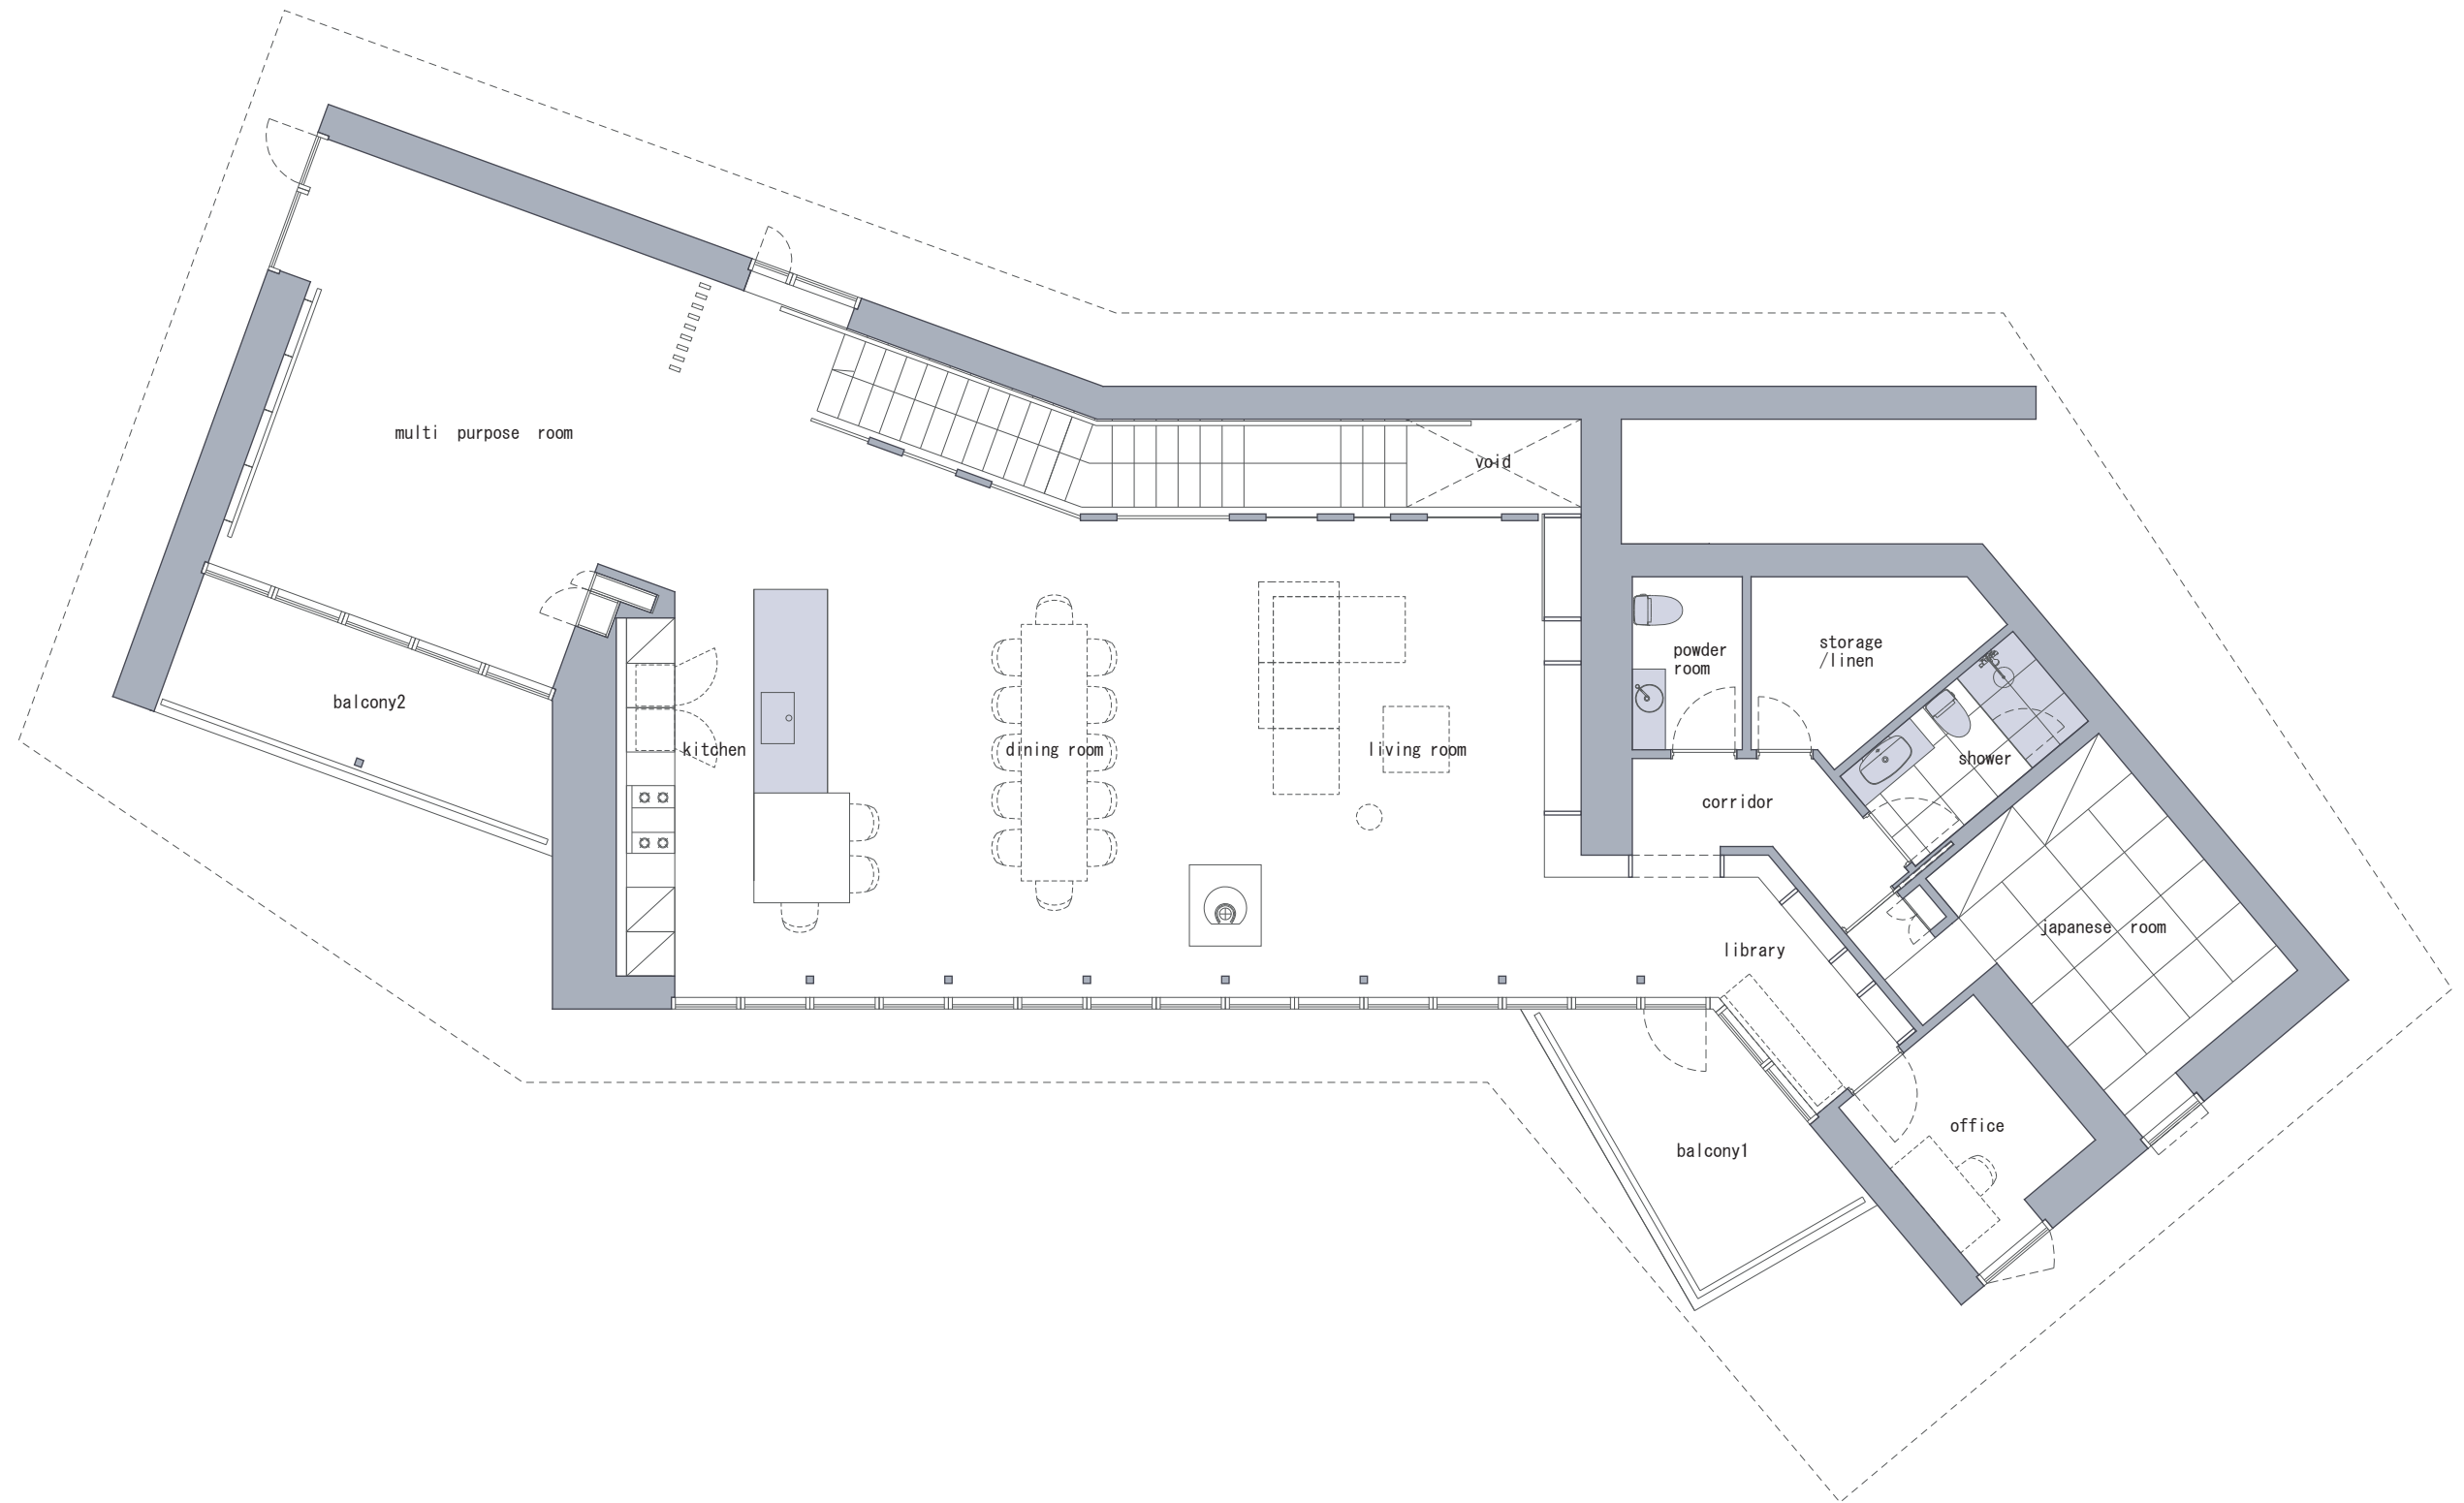 multi purpose room
void
powder
room
storage
/linen
balcony2
kitchen
dining room
living room
shower
corridor
japanese room
library
office
balcony1